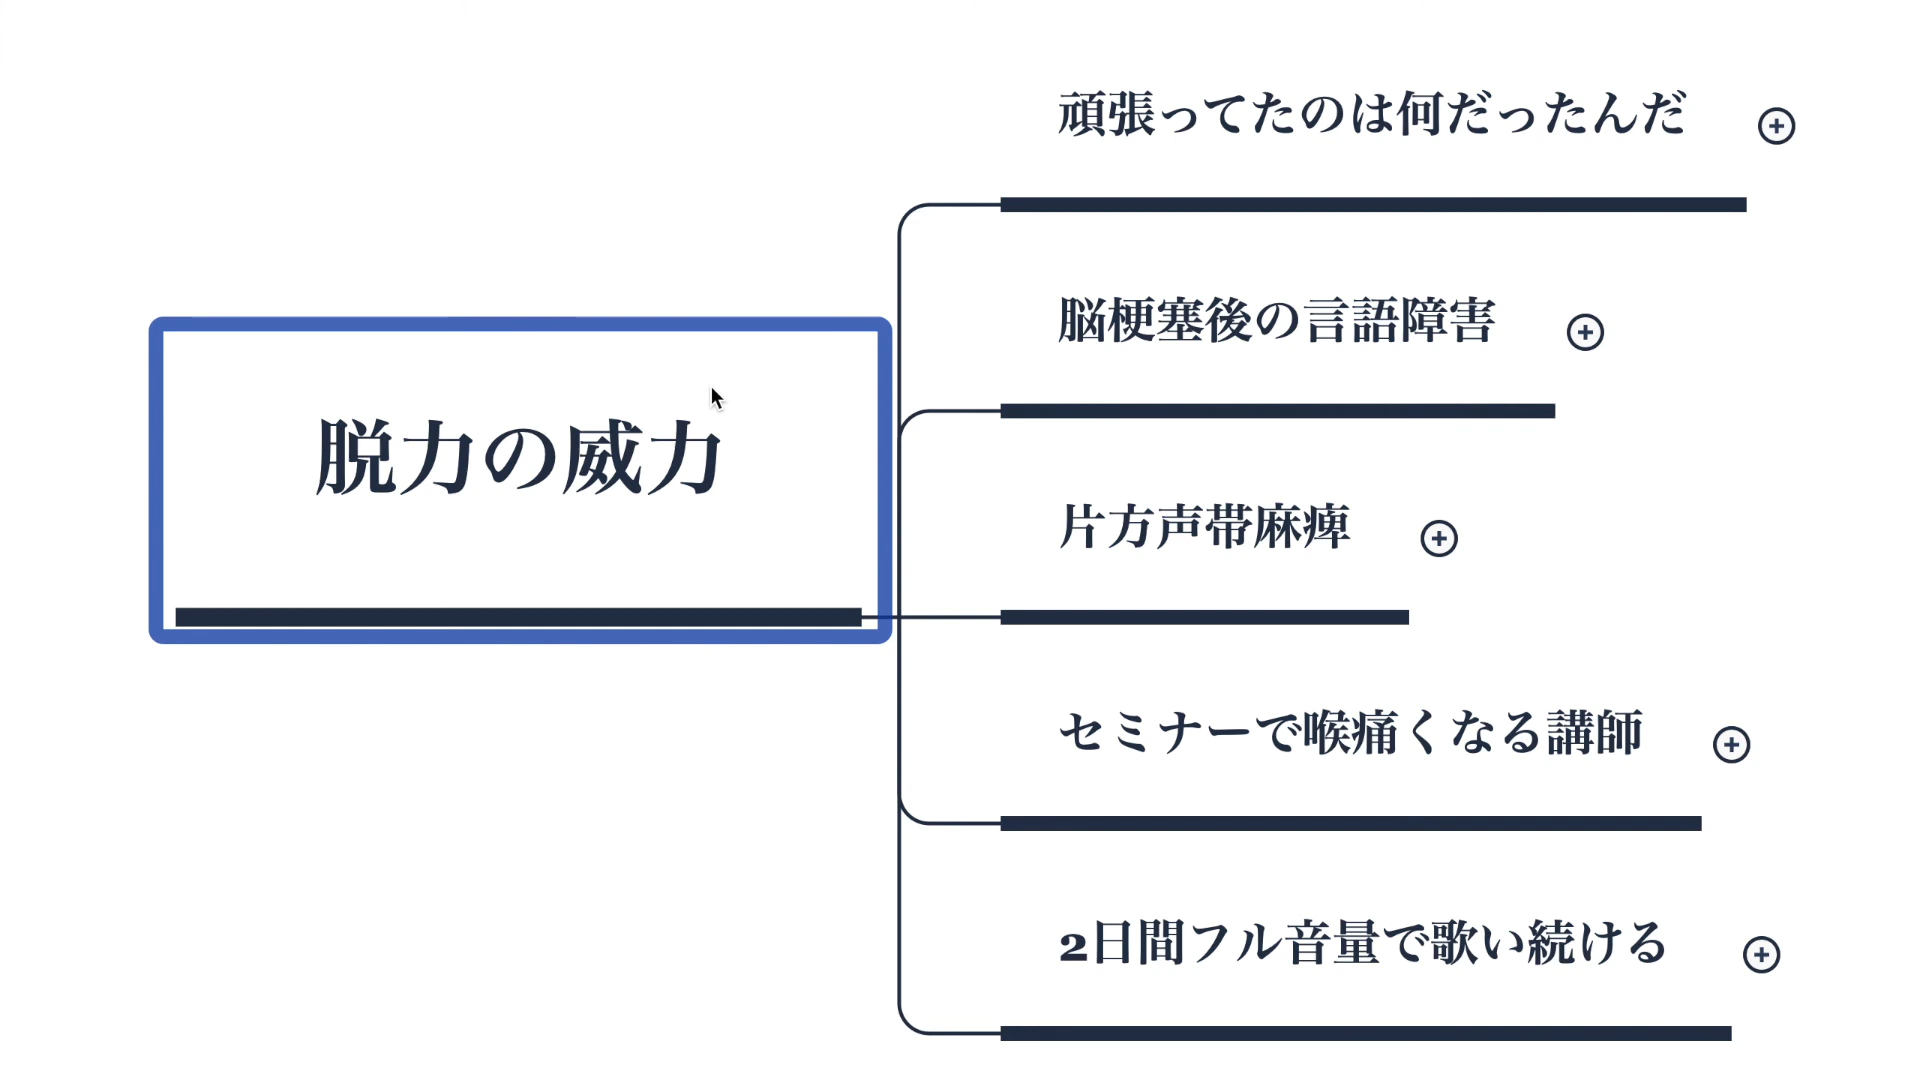 脱力の威力
頑張ってたのは何だったんだ
脳梗塞後の言語障害
片方声帯麻痺
セミナーで喉痛くなる講師
2日間フル音量で歌い続ける